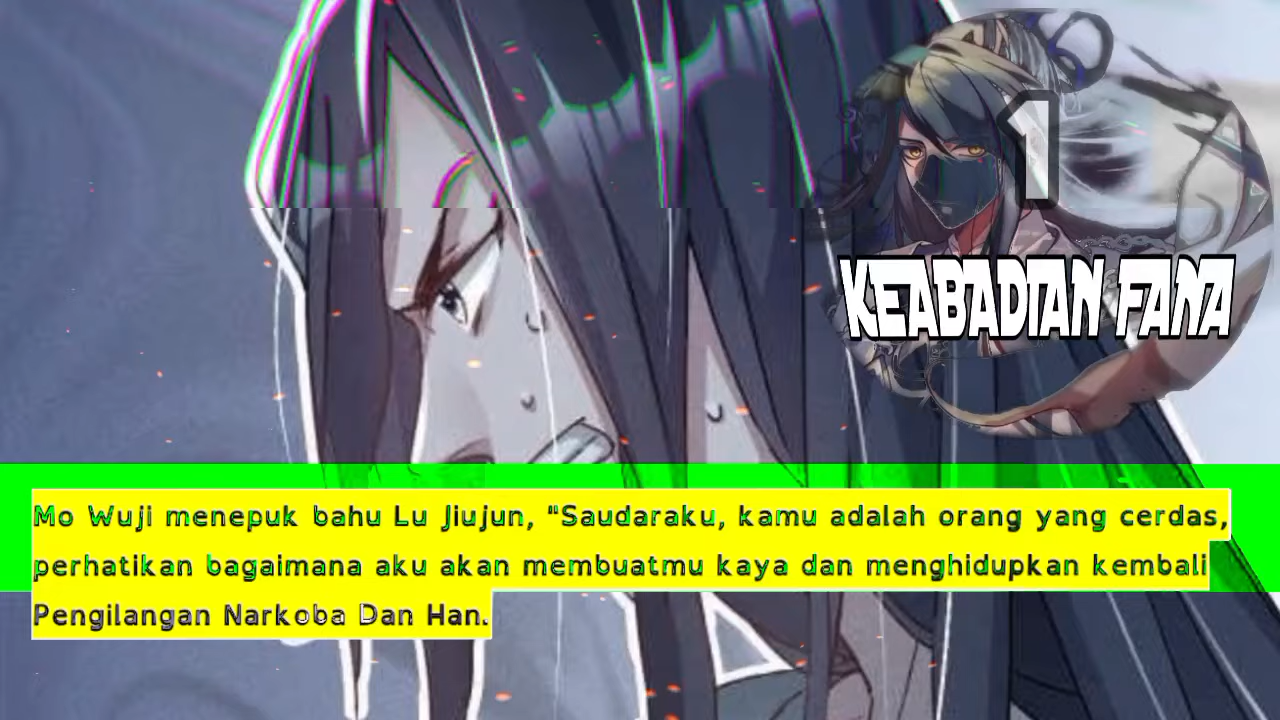 1
KEABADIAN FANA
Mo Wuji menepuk bahu Lu Jiujun, "Saudaraku, kamu adalah orang yang cerdas,
perhatikan bagaimana aku akan membuatmu kaya dan menghidupkan kembali
Pengilangan Narkoba Dan Han.